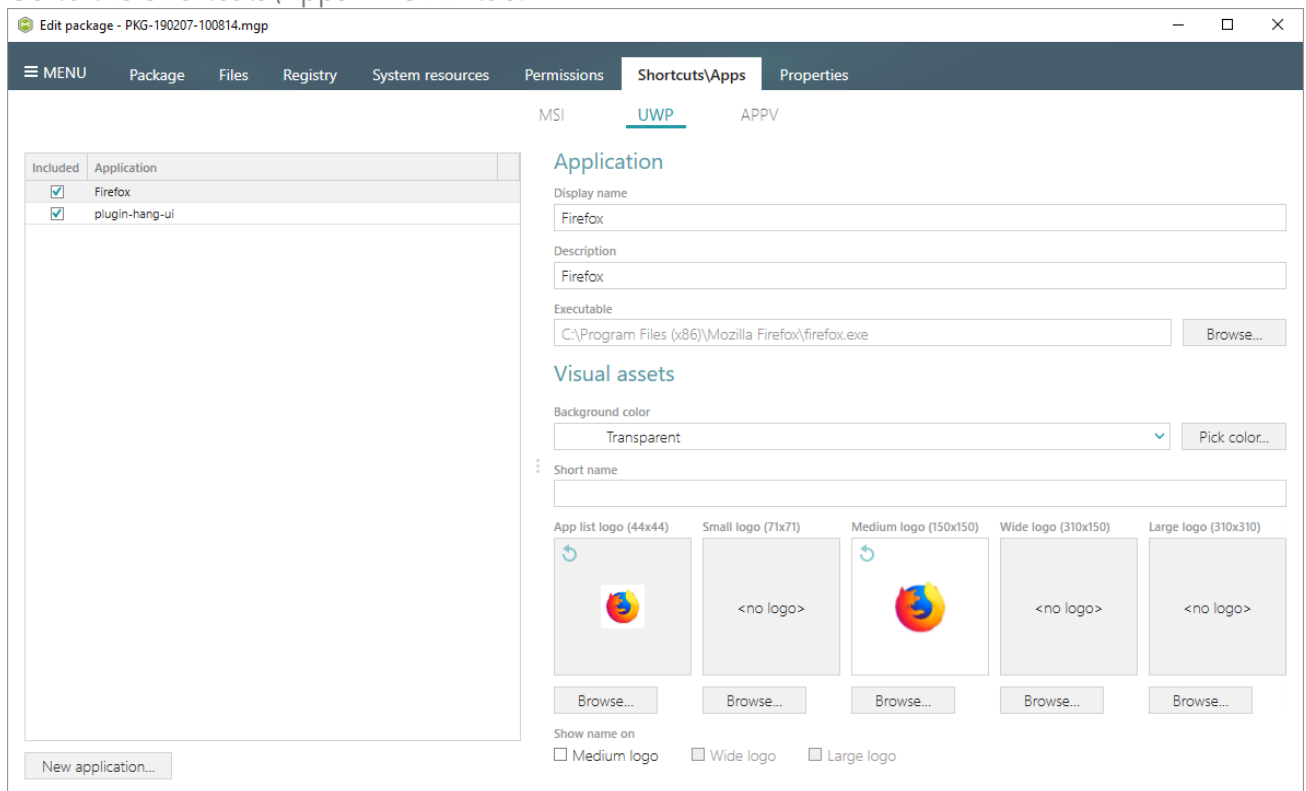 Edit package - PKG-190207-100814.mgp
MENU Package Files Registry System resources Permissions Shortcuts\Apps Properties
MSI UWP APPV
Included Application
Firefox
plugin-hang-ui
New application...
Application
Display name
Firefox
Description
Firefox
Executable
C:\Program Files (x86)\Mozilla Firefox\firefox.exe Browse...
Visual assets
Background color
Transparent Pick color...
Short name
App list logo (44x44) Small logo (71x71) Medium logo (150x150) Wide logo (310x150) Large logo (310x310)
<no logo> <no logo> <no logo>
Browse... Browse... Browse... Browse... Browse...
Show name on
Medium logo Wide logo Large logo